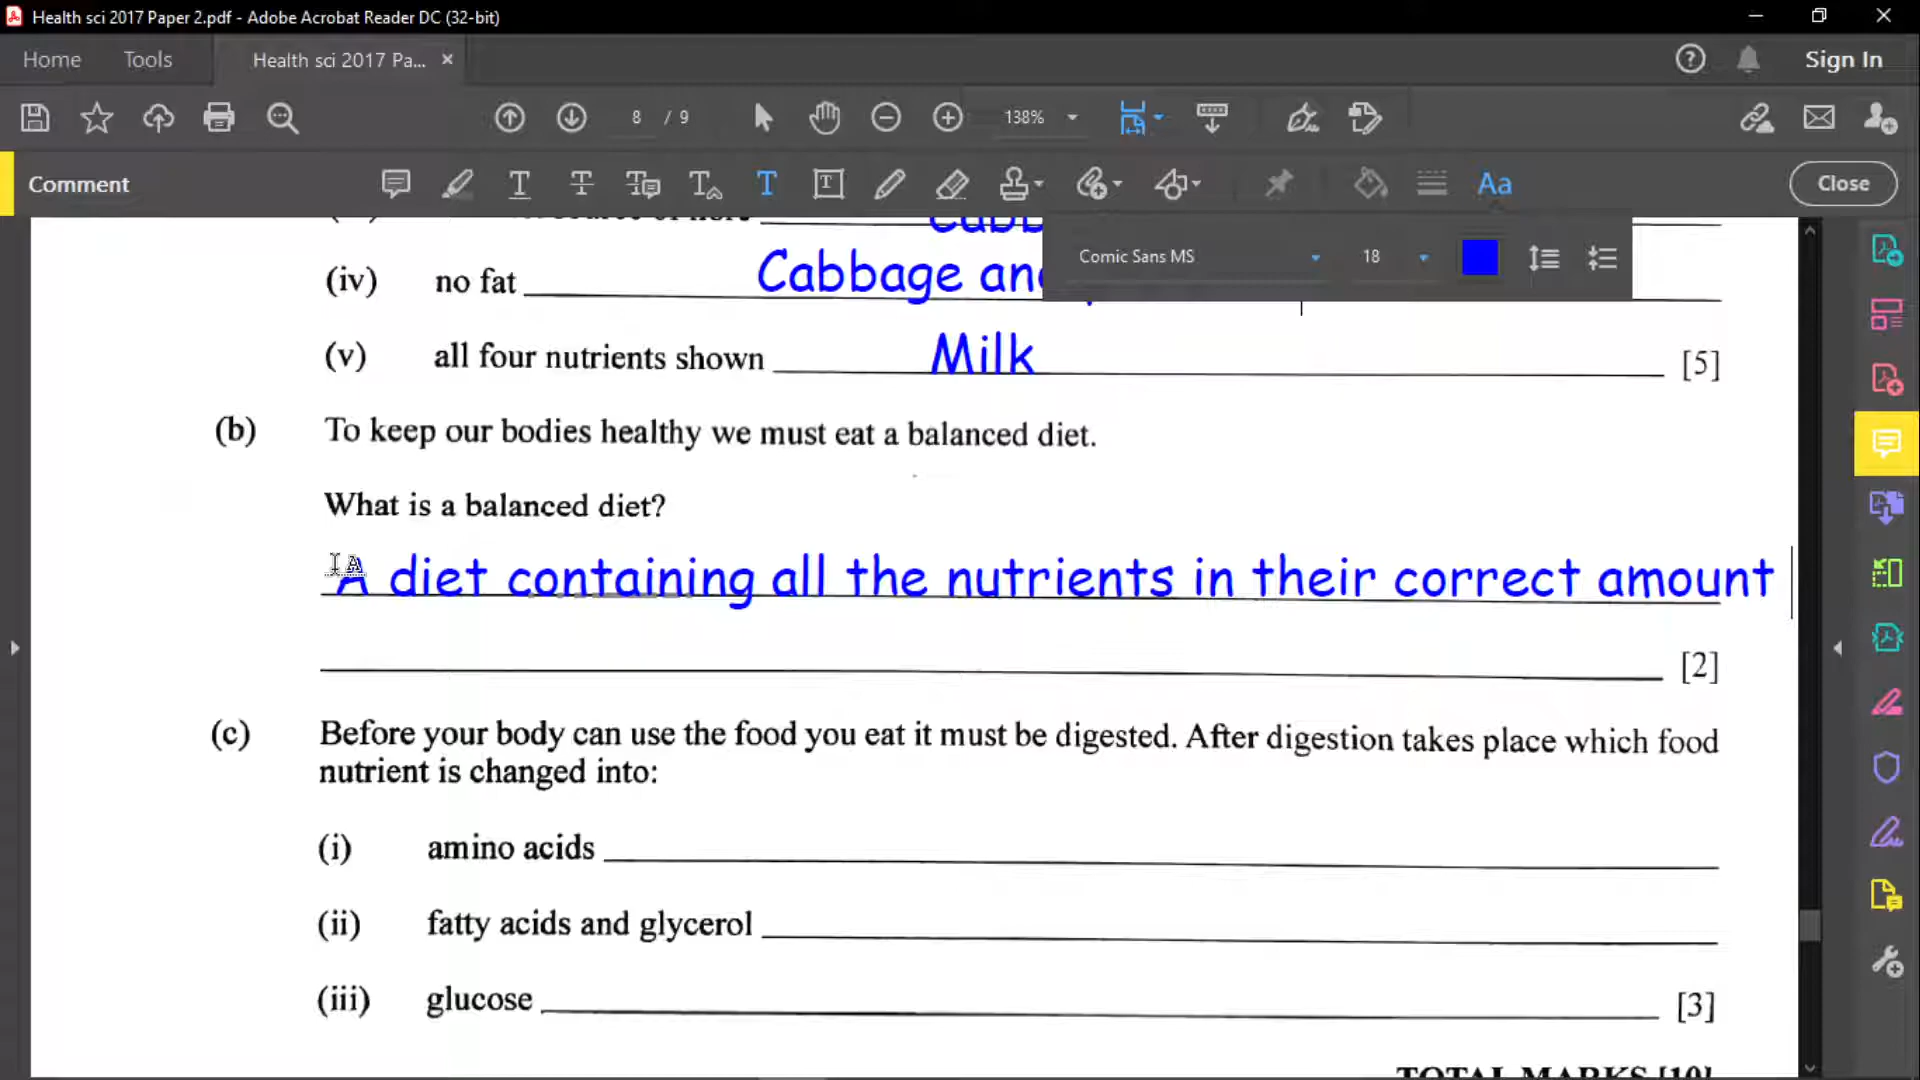 Health sci 2017 Paper 2.pdf - Adobe Acrobat Reader DC (32-bit)
Home Tools Health sci 2017 Pa... × Sign In
8 / 9 138%
Comment Aa Close
Comic Sans MS 18
(iv) no fat Cabbage and
(v) all four nutrients shown Milk [5]
(b) To keep our bodies healthy we must eat a balanced diet.
What is a balanced diet?
A diet containing all the nutrients in their correct amount
[2]
(c) Before your body can use the food you eat it must be digested. After digestion takes place which food
nutrient is changed into:
(i) amino acids
(ii) fatty acids and glycerol
(iii) glucose [3]
TOTAL MARKS [10]